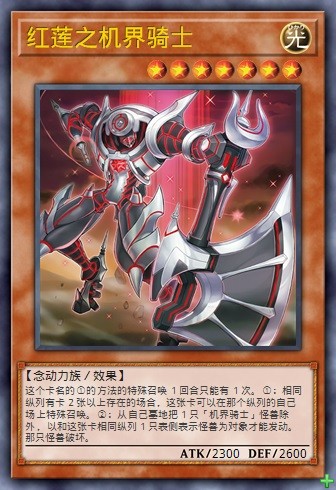 红莲之机界骑士
光
【念动力族／效果】
这个卡名的①的方法的特殊召唤1回合只能有1次。①：相同
纵列有卡2张以上存在的场合，这张卡可以在那个纵列的自己
场上特殊召唤。②：从自己墓地把1只「机界骑士」怪兽除
外，以和这张卡相同纵列1只表侧表示怪兽为对象才能发动。
那只怪兽破坏。
ATK/2300 DEF/2600